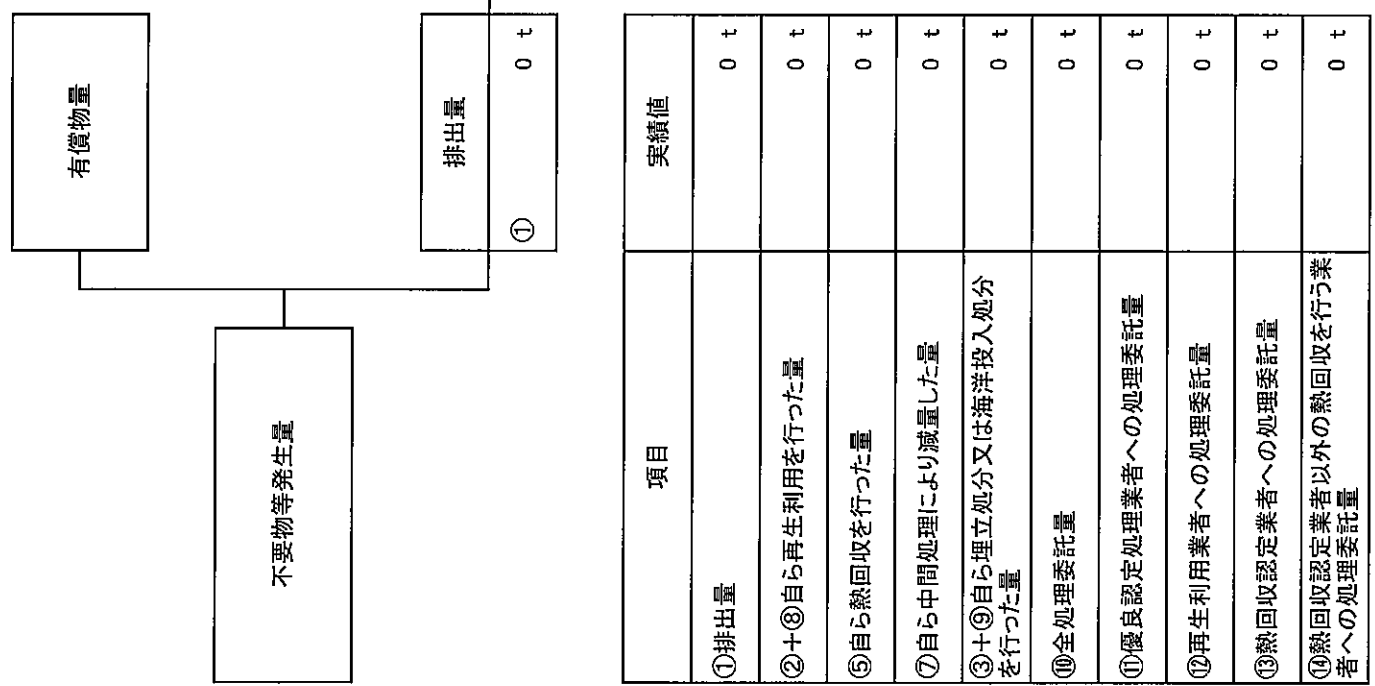 不要物等発生量
有償物量
排出量
① 0 t
項目 実績値
①排出量 0 t
②+⑧自ら再生利用を行った量 0 t
⑤自ら熱回収を行った量 0 t
⑦自ら中間処理により減量した量 0 t
③+⑨自ら埋立処分又は海洋投入処分
を行った量 0 t
⑩全処理委託量 0 t
⑪優良認定処理業者への処理委託量 0 t
⑫再生利用業者への処理委託量 0 t
⑬熱回収認定業者への処理委託量 0 t
⑭熱回収認定業者以外の熱回収を行う業
者への処理委託量 0 t